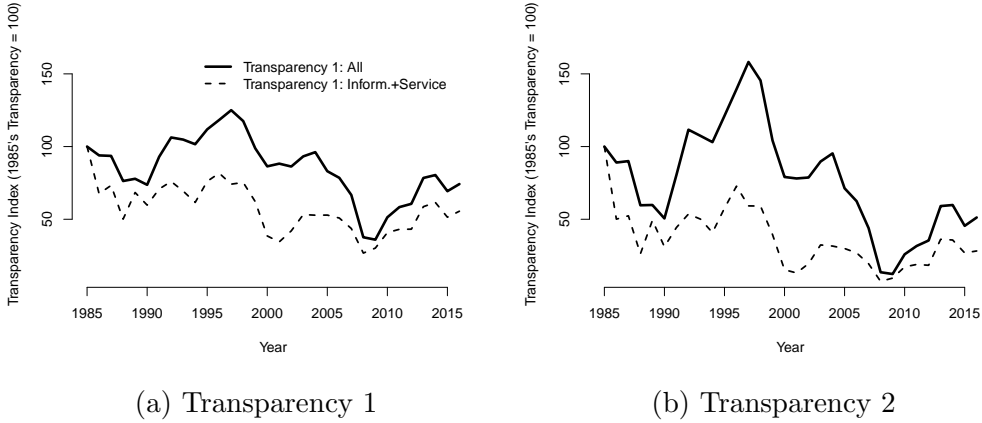 Transparency Index (1985's Transparency = 100)
150
100
50
Transparency 1: All
Transparency 1: Inform.+Service
1985 1990 1995 2000 2005 2010 2015
Year
(a) Transparency 1
Transparency Index (1985's Transparency = 100)
150
100
50
1985 1990 1995 2000 2005 2010 2015
Year
(b) Transparency 2